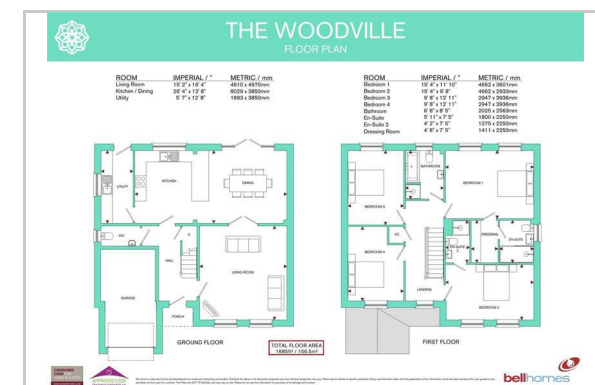 THE WOODVILLE
FLOOR PLAN
ROOM IMPERIAL / " METRIC / mm
Living Room 15' 2" x 16' 4" 4610 x 4970mm
Kitchen / Dining 26' 4" x 12' 8" 8029 x 3850mm
Utility 5' 7" x 12' 8" 1693 x 3850mm
ROOM IMPERIAL / " METRIC / mm
Bedroom 1 15' 4" x 11' 10" 4662 x 3601mm
Bedroom 2 15' 4" x 9' 8" 4662 x 2933mm
Bedroom 3 9' 8" x 12' 11" 2947 x 3936mm
Bedroom 4 9' 8" x 12' 11" 2947 x 3936mm
Bathroom 6' 8" x 8' 5" 2025 x 2563mm
En-Suite 5' 11" x 7' 5" 1800 x 2250mm
En-Suite 2 4' 2" x 7' 5" 1275 x 2250mm
Dressing Room 4' 8" x 7' 5" 1411 x 2250mm
UTILITY
KITCHEN
DINING
WC
HALL
C
LIVING ROOM
GARAGE
PORCH
GROUND FLOOR
TOTAL FLOOR AREA
1685ft² / 156.5m²
BATHROOM
BEDROOM 1
BEDROOM 3
AC
DRESSING
EN-SUITE
EN-SUITE
2
BEDROOM 4
LANDING
BEDROOM 2
FIRST FLOOR
CONSUMER
CODE
APPROVED CODE
bellhomes